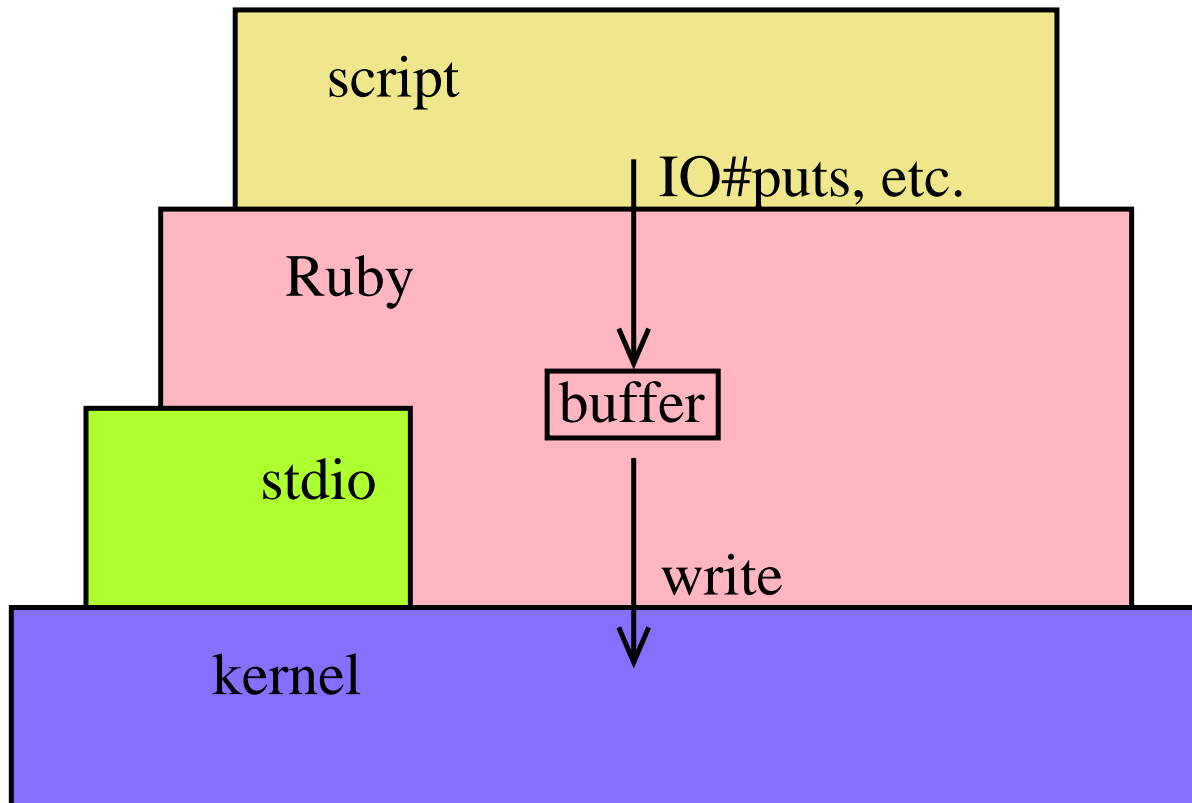 script
IO#puts, etc.
Ruby
buffer
stdio
write
kernel